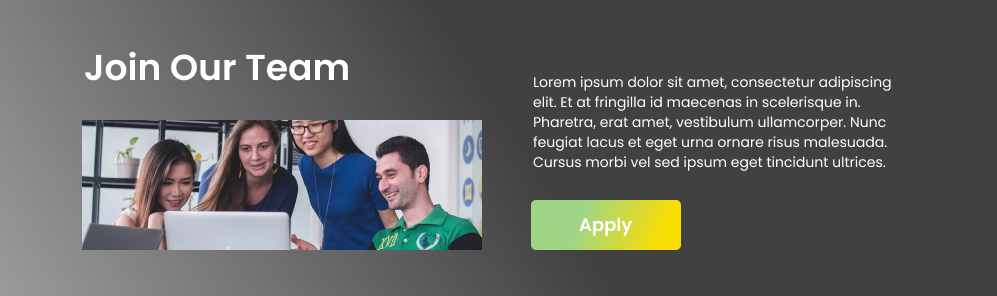 Join Our Team
Lorem ipsum dolor sit amet, consectetur adipiscing
elit. Et at fringilla id maecenas in scelerisque in.
Pharetra, erat amet, vestibulum ullamcorper. Nunc
feugiat lacus et eget urna ornare risus malesuada.
Cursus morbi vel sed ipsum eget tincidunt ultrices.
XVII
Apply